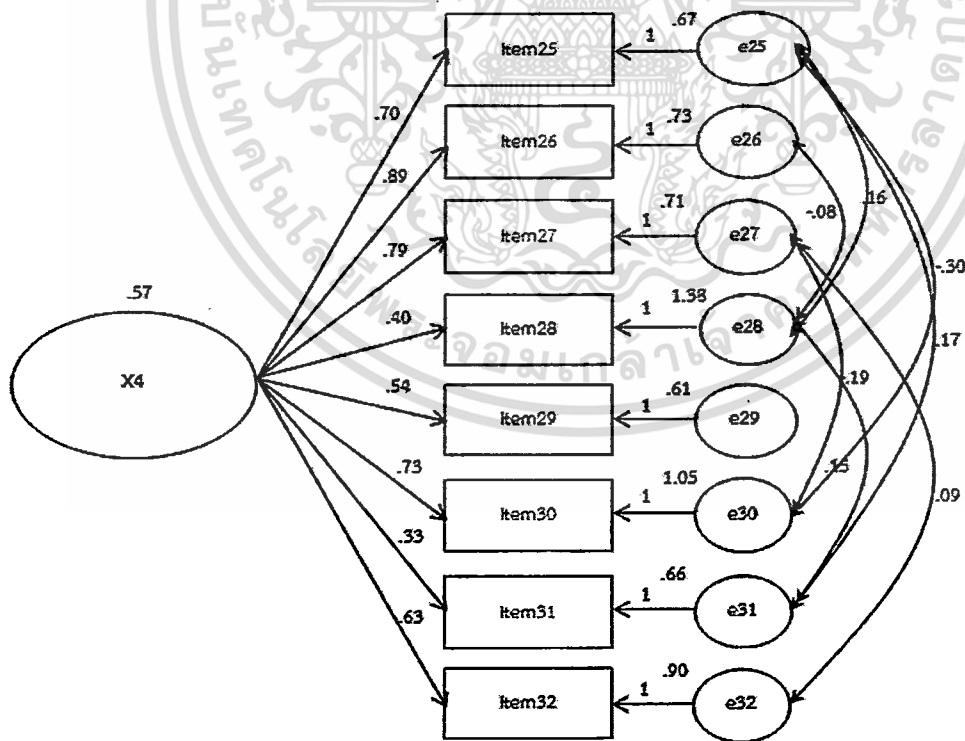 .67
Item25
1
e25
.70
.73
Item26
1
e26
.89
.16
-.08
.71
Item27
1
e27
.79
-.30
.57
1.38
Item28
1
e28
.40
.17
X4
.19
.61
.54
Item29
1
e29
.73
.15
1.05
Item30
1
e30
.09
.33
.66
Item31
1
e31
.63
.90
Item32
1
e32